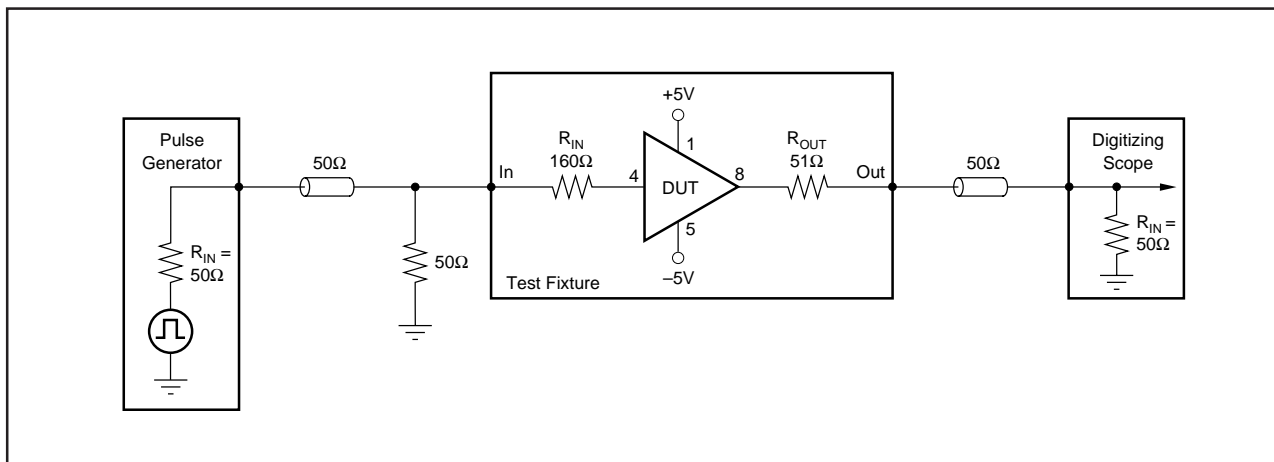 Pulse
Generator
R_IN =
50Ω
50Ω
50Ω
In
R_IN
160Ω
4
+5V
1
DUT
5
–5V
8
R_OUT
51Ω
Out
Test Fixture
50Ω
Digitizing
Scope
R_IN =
50Ω